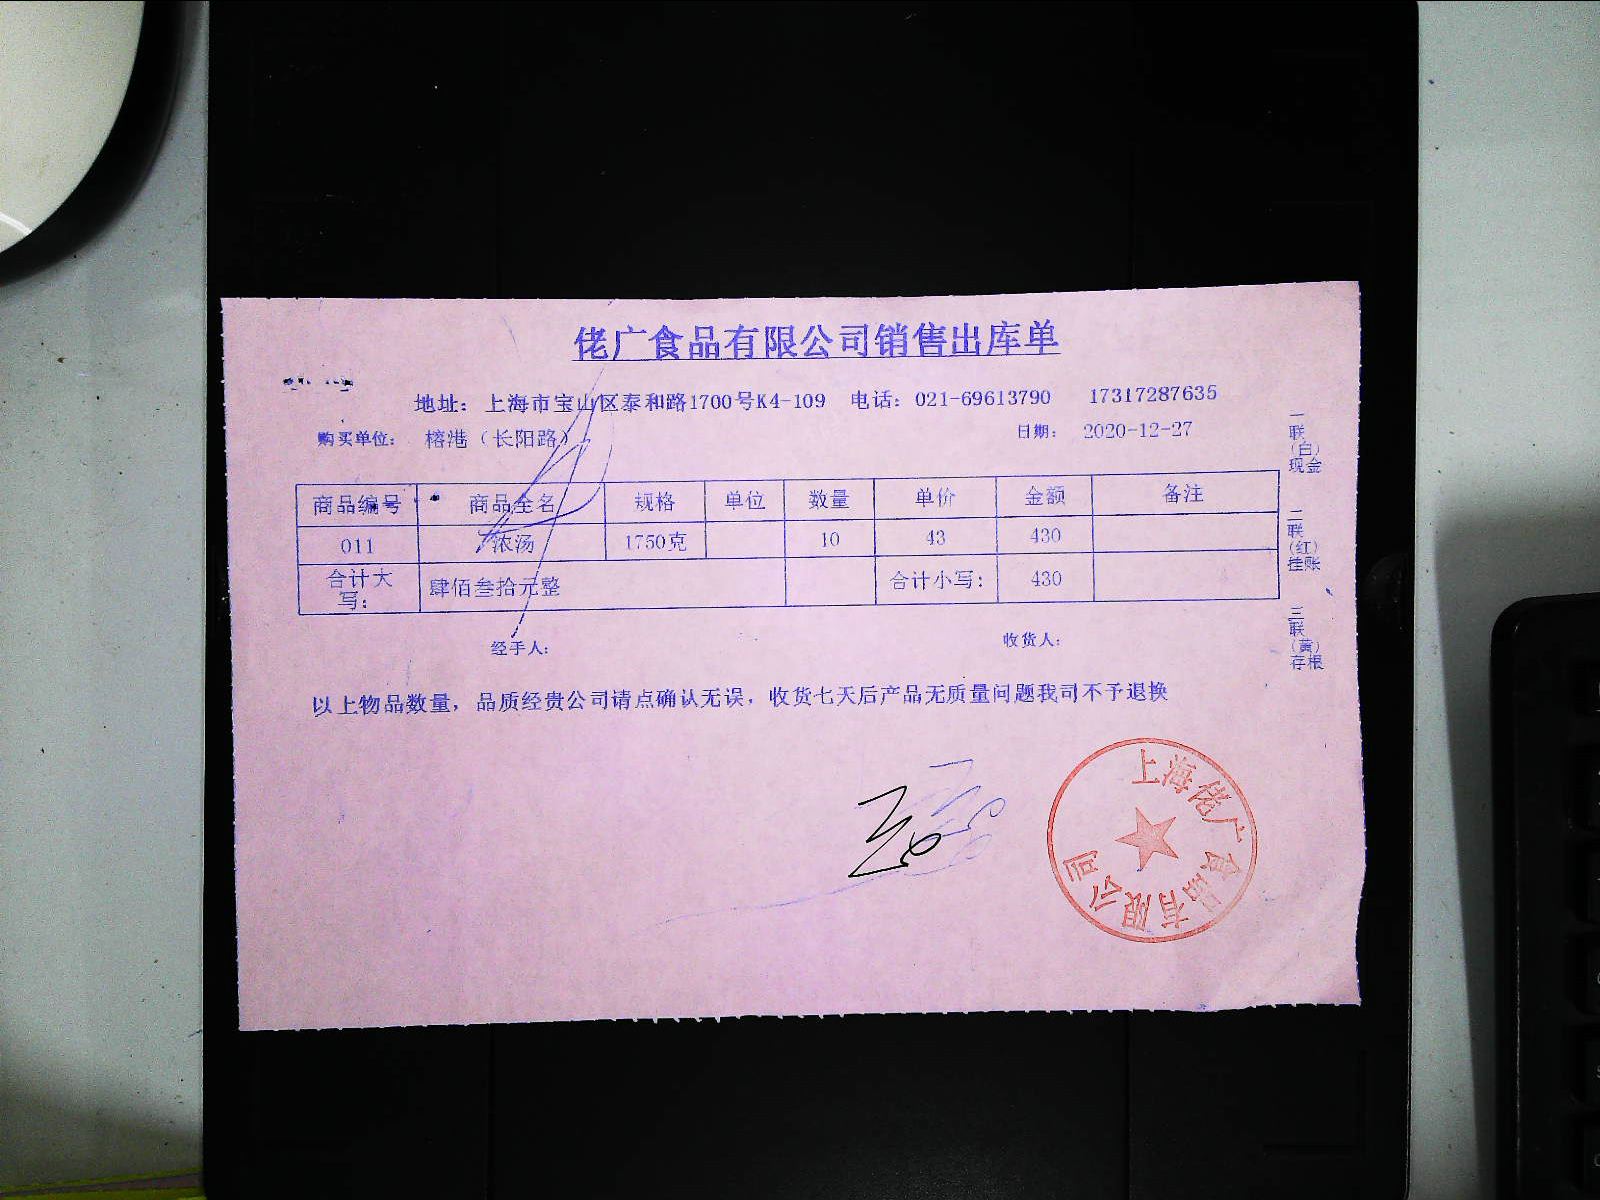 佬广食品有限公司销售出库单
地址: 上海市宝山区泰和路1700号K4-109 电话: 021-69613790 17317287635
购买单位: 榕港（长阳路） 日期: 2020-12-27
商品编号 商品全名 规格 单位 数量 单价 金额 备注
011 浓汤 1750克 10 43 430
合计大写: 肆佰叁拾元整 合计小写: 430
经手人: 收货人:
以上物品数量, 品质经贵公司请点确认无误, 收货七天后产品无质量问题我司不予退换
一联（白）现金
二联（红）挂账
三联（黄）存根
上海佬广食品有限公司